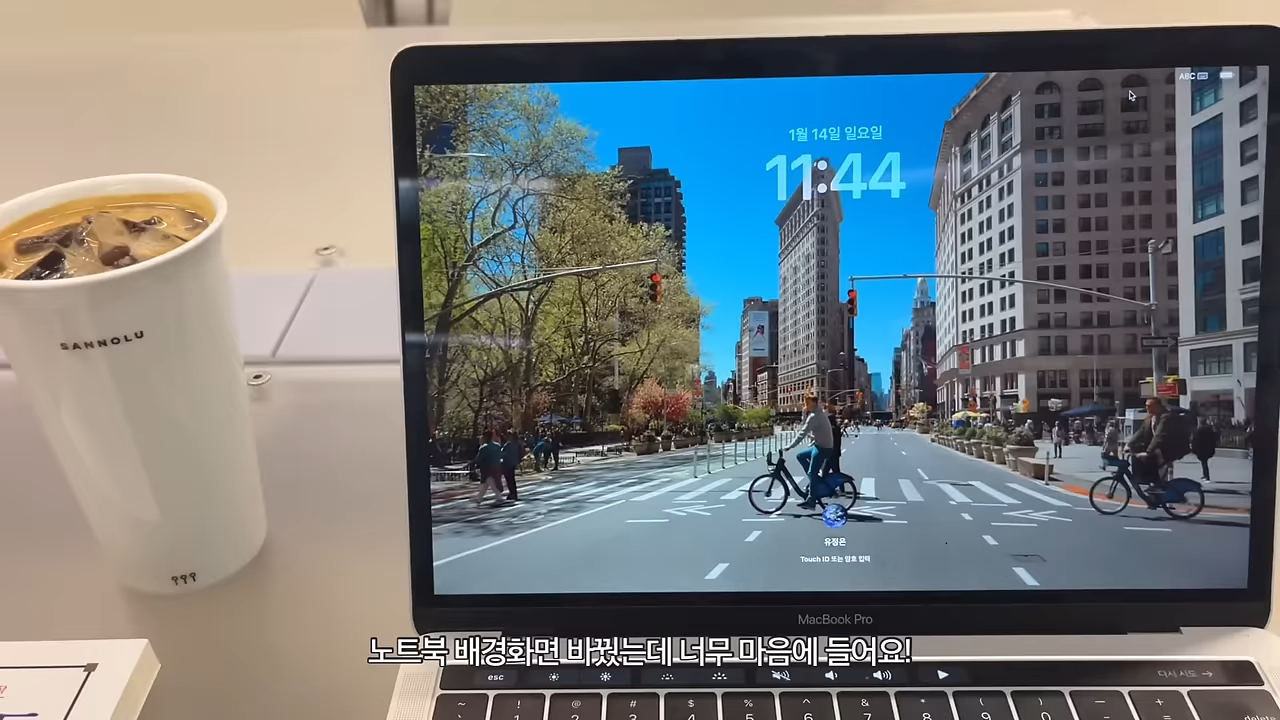 SANNOLU
ABC
1월 14일 일요일
11:44
유정은
Touch ID 또는 암호 입력
MacBook Pro
노트북 배경화면 바꿨는데 너무 마음에 들어요!
esc
다시 시도
~ ! @ # $ % ^ & * ( ) — +
delete